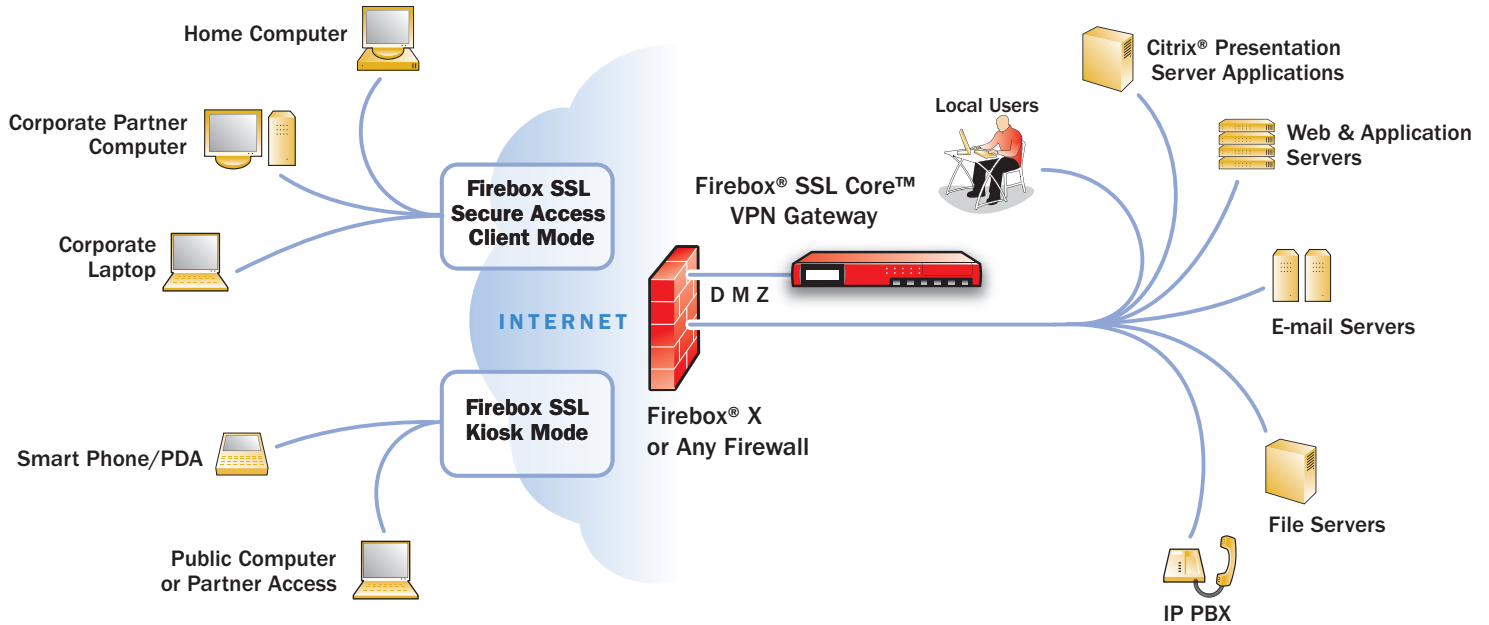 Home Computer
Corporate Partner
Computer
Corporate
Laptop
Firebox SSL
Secure Access
Client Mode
INTERNET
Firebox SSL
Kiosk Mode
Smart Phone/PDA
Public Computer
or Partner Access
Firebox® SSL Core™
VPN Gateway
DMZ
Firebox® X
or Any Firewall
Local Users
Citrix® Presentation
Server Applications
Web & Application
Servers
E-mail Servers
File Servers
IP PBX